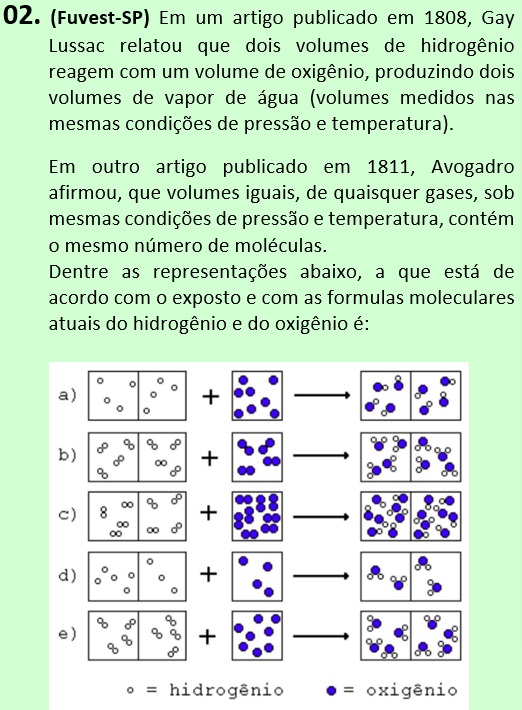 02. (Fuvest-SP) Em um artigo publicado em 1808, Gay
Lussac relatou que dois volumes de hidrogênio
reagem com um volume de oxigênio, produzindo dois
volumes de vapor de água (volumes medidos nas
mesmas condições de pressão e temperatura).
Em outro artigo publicado em 1811, Avogadro
afirmou, que volumes iguais, de quaisquer gases, sob
mesmas condições de pressão e temperatura, contém
o mesmo número de moléculas.
Dentre as representações abaixo, a que está de
acordo com o exposto e com as formulas moleculares
atuais do hidrogênio e do oxigênio é:
a) +
b) +
c) +
d) +
e) +
= hidrogênio = oxigênio